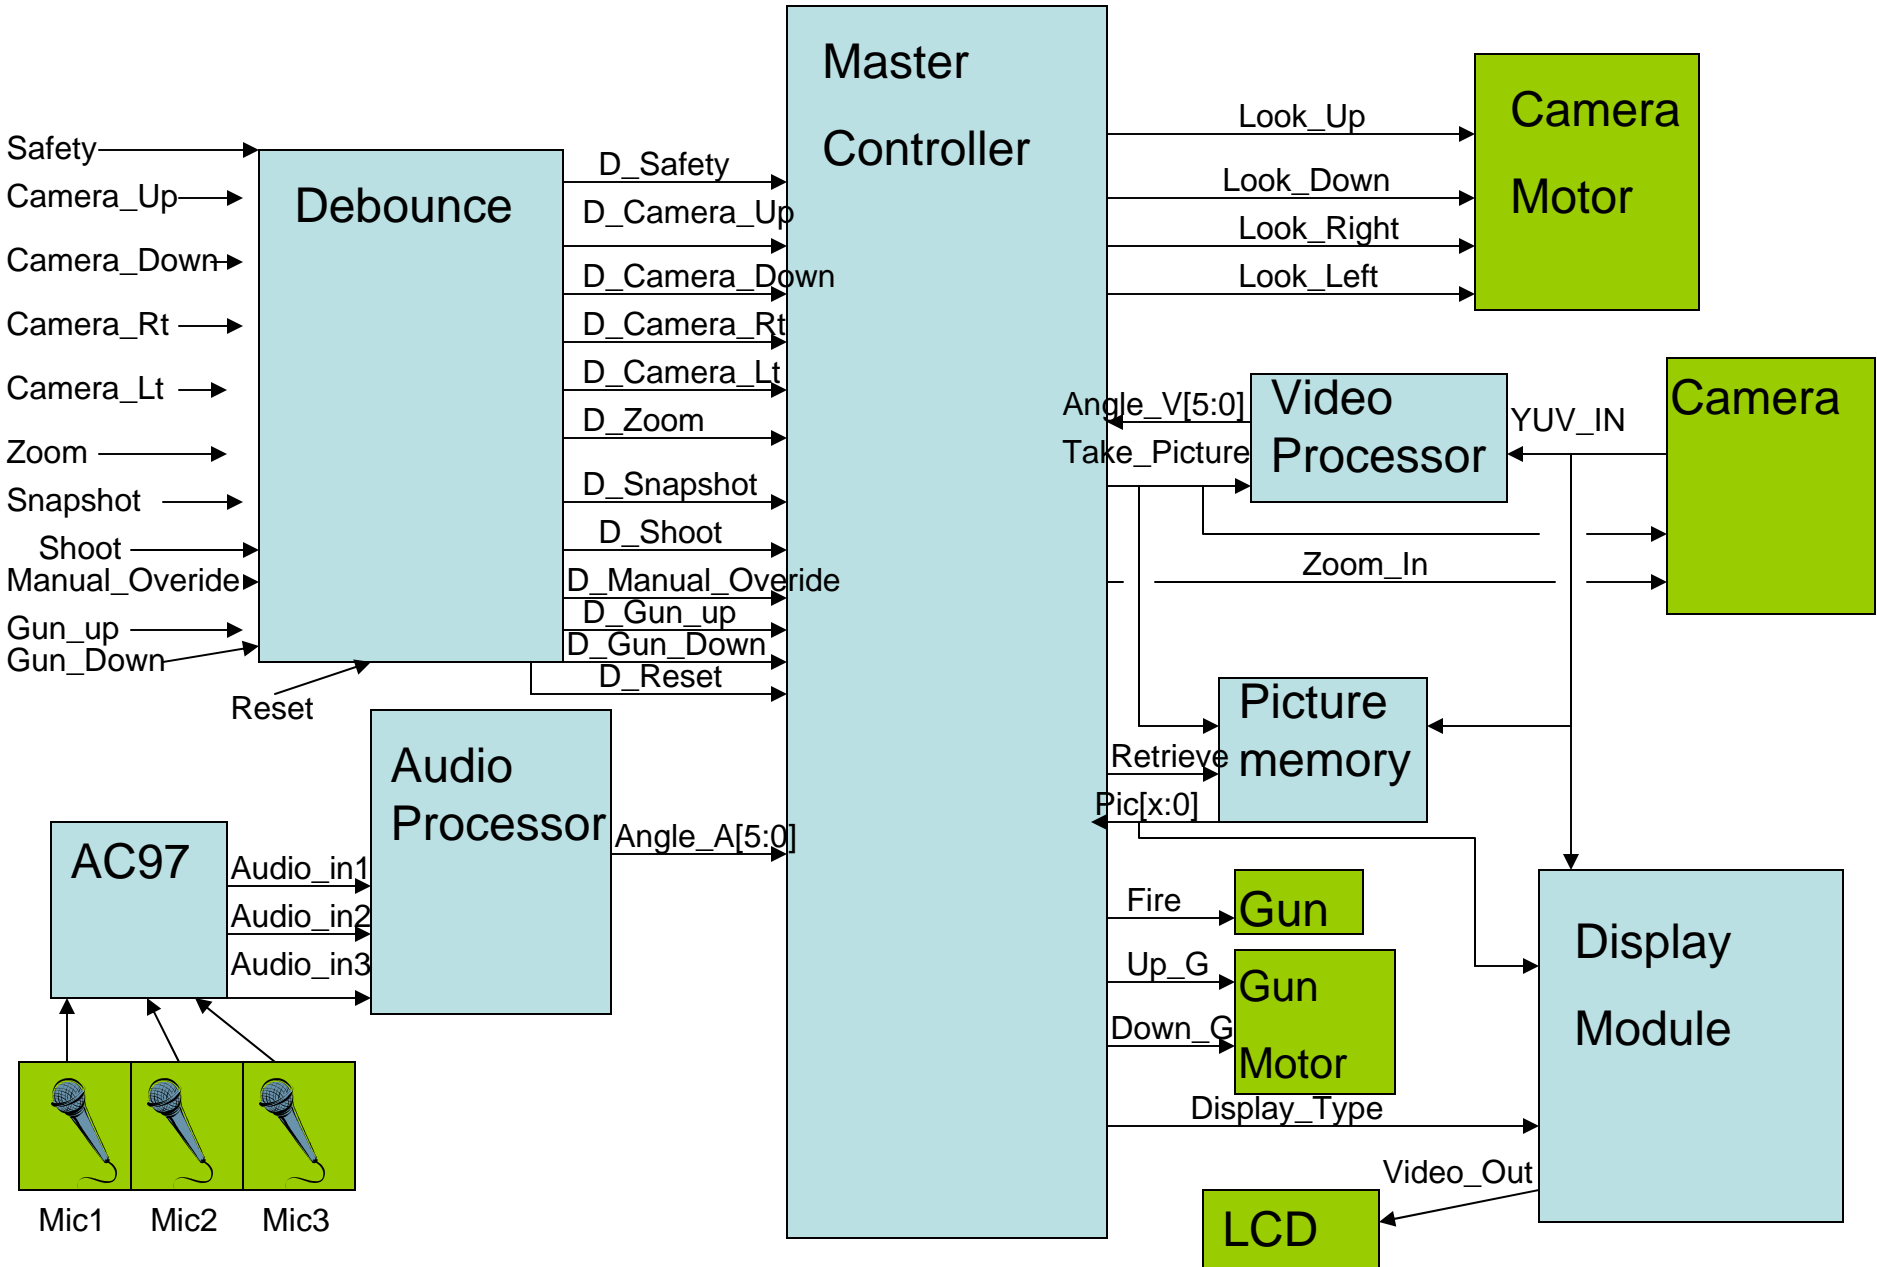 Master
Controller
Camera
Motor
Look_Up
Look_Down
Look_Right
Look_Left
Safety
Camera_Up
Camera_Down
Camera_Rt
Camera_Lt
Zoom
Snapshot
Shoot
Manual_Overide
Gun_up
Gun_Down
Reset
Debounce
D_Safety
D_Camera_Up
D_Camera_Down
D_Camera_Rt
D_Camera_Lt
D_Zoom
D_Snapshot
D_Shoot
D_Manual_Overide
D_Gun_up
D_Gun_Down
D_Reset
Angle_V[5:0]
Take_Picture
Video
Processor
YUV_IN
Camera
Zoom_In
Picture
memory
Retrieve
Pic[x:0]
Audio
Processor
Angle_A[5:0]
AC97
Audio_in1
Audio_in2
Audio_in3
Mic1
Mic2
Mic3
Fire
Gun
Up_G
Down_G
Gun
Motor
Display_Type
Display
Module
Video_Out
LCD